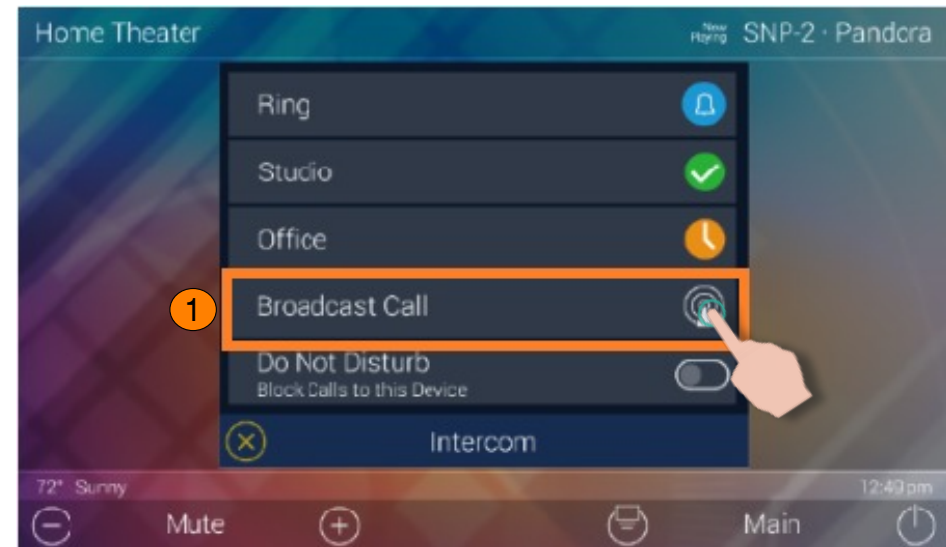 Home Theater
Now Playing SNP-2 · Pandora
Ring
Studio
Office
1 Broadcast Call
Do Not Disturb
Block Calls to this Device
Intercom
72° Sunny
12:49 pm
Mute
Main